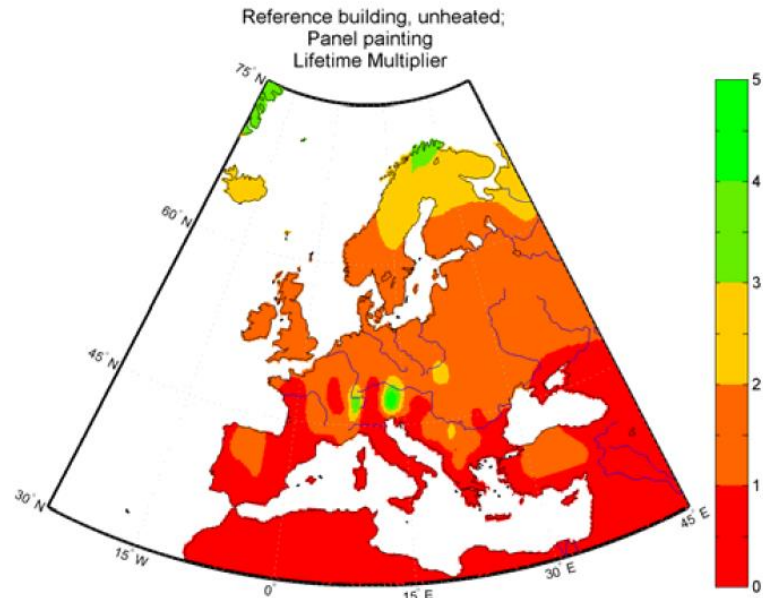 Reference building, unheated;
Panel painting
Lifetime Multiplier
75° N
60° N
45° N
30° N
15° W
0°
15° E
30° E
45° E
5
4
3
2
1
0